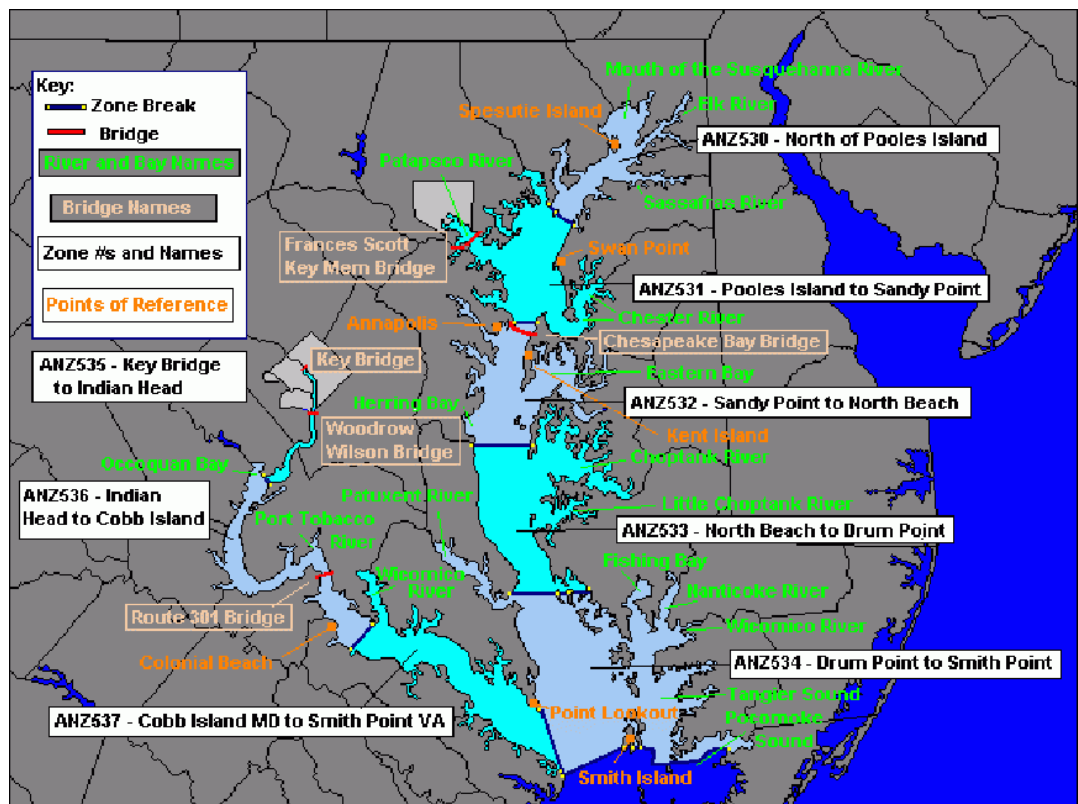 Key:
Zone Break
Bridge
River and Bay Names
Bridge Names
Zone #s and Names
Points of Reference
Mouth of the Susquehanna River
Elk River
Spesutie Island
ANZ530 - North of Pooles Island
Patapsco River
Sassafras River
Frances Scott
Key Mem Bridge
Swan Point
ANZ531 - Pooles Island to Sandy Point
Annapolis
Chester River
Chesapeake Bay Bridge
ANZ535 - Key Bridge
to Indian Head
Key Bridge
Eastern Bay
Herring Bay
ANZ532 - Sandy Point to North Beach
Woodrow
Wilson Bridge
Kent Island
Choptank River
Occoquan Bay
ANZ536 - Indian
Head to Cobb Island
Patuxent River
Little Choptank River
Port Tobacco
River
ANZ533 - North Beach to Drum Point
Fishing Bay
Wicomico
River
Nanticoke River
Route 301 Bridge
Wicomico River
Colonial Beach
ANZ534 - Drum Point to Smith Point
Tangier Sound
ANZ537 - Cobb Island MD to Smith Point VA
Point Lookout
Pocomoke
Sound
Smith Island